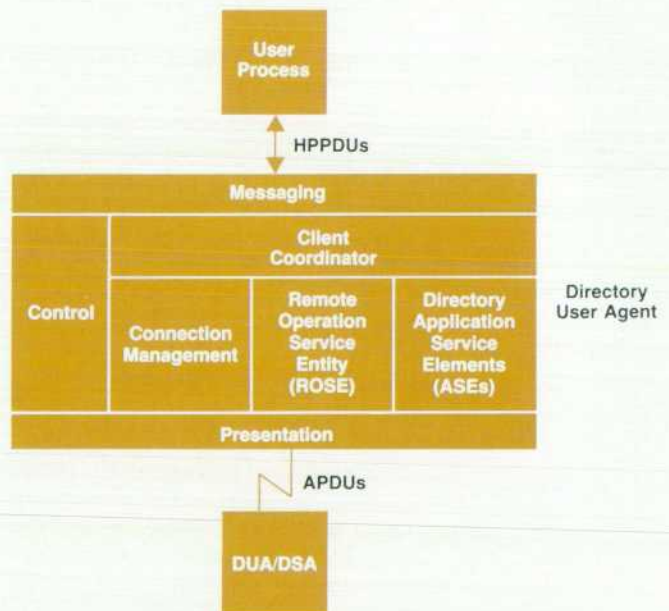 User
Process
HPPDUs
Messaging
Client
Coordinator
Control
Connection
Management
Remote
Operation
Service
Entity
(ROSE)
Directory
Application
Service
Elements
(ASEs)
Directory
User Agent
Presentation
APDUs
DUA/DSA